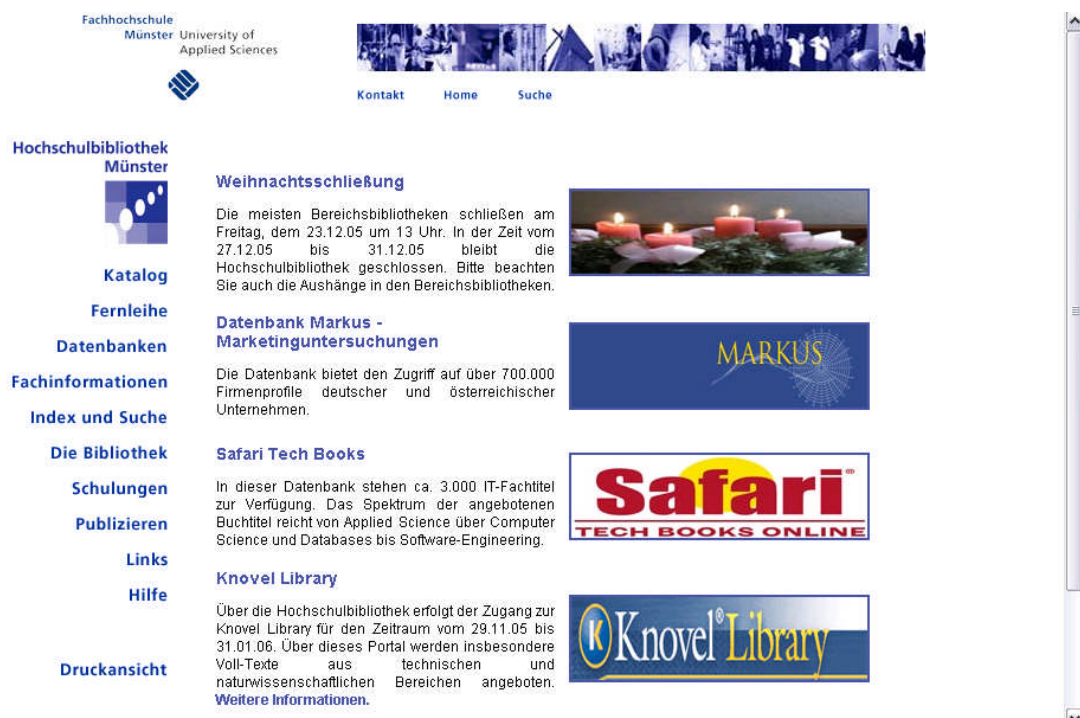 Fachhochschule
Münster University of
Applied Sciences
Kontakt Home Suche
Hochschulbibliothek
Münster
Katalog
Fernleihe
Datenbanken
Fachinformationen
Index und Suche
Die Bibliothek
Schulungen
Publizieren
Links
Hilfe
Druckansicht
Weihnachtsschließung
Die meisten Bereichsbibliotheken schließen am
Freitag, dem 23.12.05 um 13 Uhr. In der Zeit vom
27.12.05 bis 31.12.05 bleibt die
Hochschulbibliothek geschlossen. Bitte beachten
Sie auch die Aushänge in den Bereichsbibliotheken.
Datenbank Markus -
Marketinguntersuchungen
Die Datenbank bietet den Zugriff auf über 700.000
Firmenprofile deutscher und österreichischer
Unternehmen.
MARKUS
Safari Tech Books
In dieser Datenbank stehen ca. 3.000 IT-Fachtitel
zur Verfügung. Das Spektrum der angebotenen
Buchtitel reicht von Applied Science über Computer
Science und Databases bis Software-Engineering.
Safari®
TECH BOOKS ONLINE
Knovel Library
Über die Hochschulbibliothek erfolgt der Zugang zur
Knovel Library für den Zeitraum vom 29.11.05 bis
31.01.06. Über dieses Portal werden insbesondere
Voll-Texte aus technischen und
naturwissenschaftlichen Bereichen angeboten.
Weitere Informationen.
K Knovel® Library